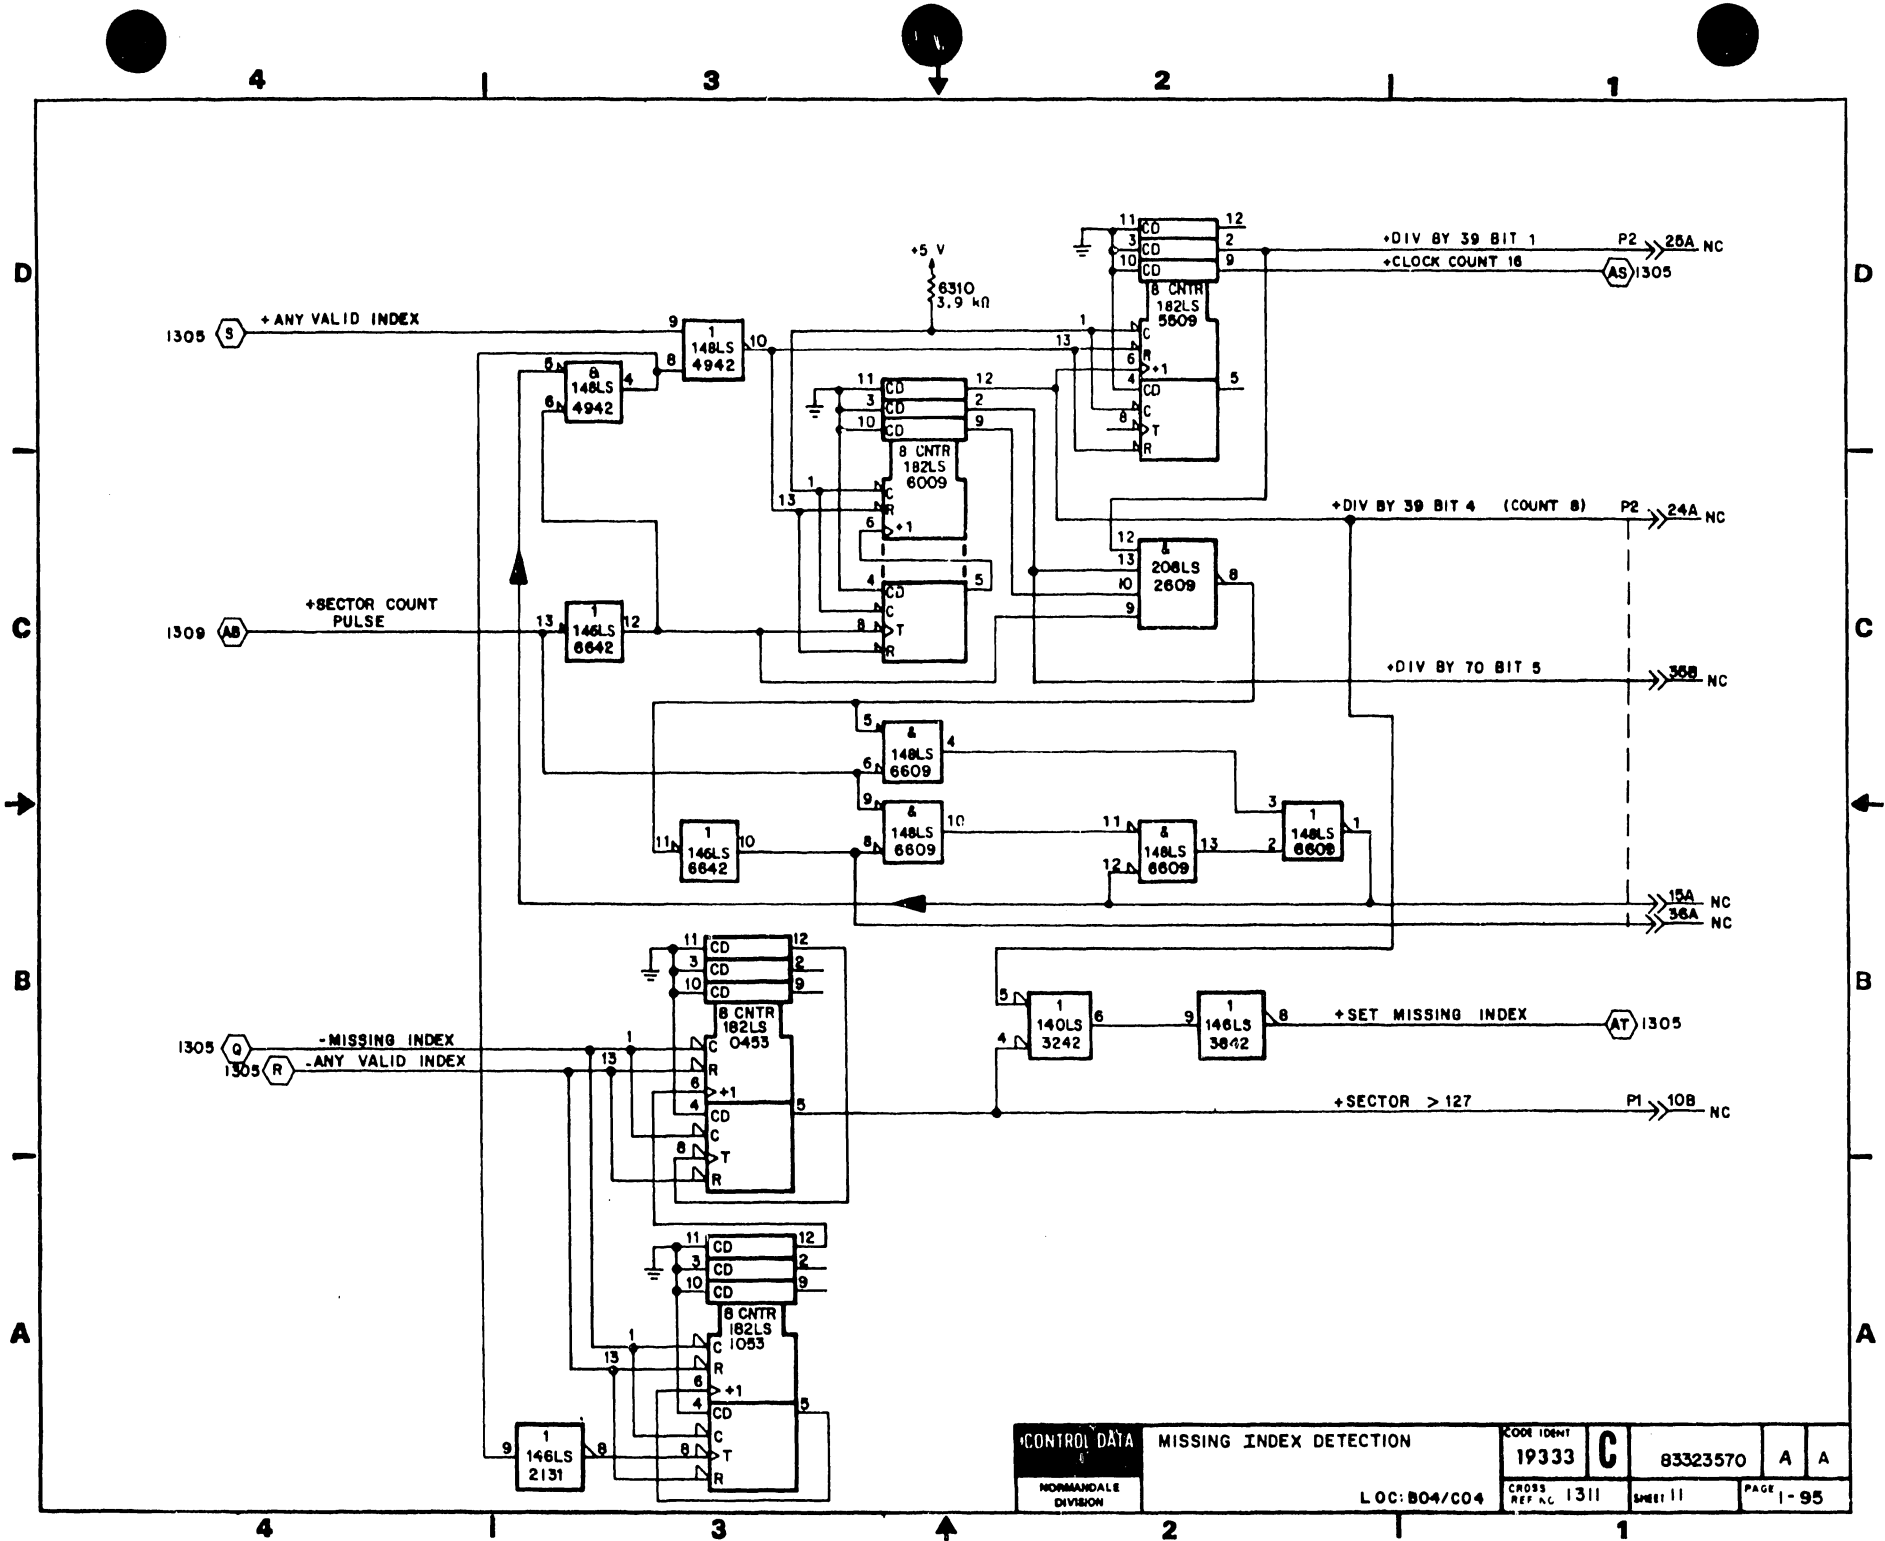 4
3
2
1
D
D
11
CD
12
3
CD
2
+DIV BY 39 BIT 1
P2
25A NC
10
CD
9
+CLOCK COUNT 16
AS
1305
8 CNTR
182LS
5509
1
C
13
R
6
+1
4
CD
5
C
8
T
R
+5 V
6310
3.9 kΩ
1305
S
+ANY VALID INDEX
9
1
148LS
4942
10
8
5
&
148LS
4942
4
6
11
CD
12
3
CD
2
10
CD
9
8 CNTR
182LS
6009
1
C
13
R
6
+1
4
CD
5
C
8
T
R
+DIV BY 39 BIT 4 (COUNT 8)
P2
24A NC
12
&
13
206LS
2609
10
9
8
C
C
1309
AB
+SECTOR COUNT
PULSE
13
1
146LS
6642
12
+DIV BY 70 BIT 5
35B NC
5
&
148LS
6609
4
6
9
&
148LS
6609
10
8
11
1
146LS
6642
10
11
&
148LS
6609
13
12
3
1
148LS
6609
1
2
15A NC
36A NC
B
B
11
CD
12
3
CD
2
10
CD
9
8 CNTR
182LS
0453
1305
Q
-MISSING INDEX
1
C
1305
R
-ANY VALID INDEX
13
R
6
+1
4
CD
5
C
8
T
R
5
1
140LS
3242
6
4
9
1
146LS
3642
8
+SET MISSING INDEX
AT
1305
+SECTOR > 127
P1
10B NC
A
A
11
CD
12
3
CD
2
10
CD
9
8 CNTR
182LS
1053
1
C
13
R
6
+1
4
CD
5
C
8
T
R
9
1
146LS
2131
8
CONTROL DATA
NORMANDALE
DIVISION
MISSING INDEX DETECTION
LOC: B04/C04
CODE IDENT
19333
C
83323570
A
A
CROSS
REF NO 1311
SHEET 11
PAGE 1-95
4
3
2
1